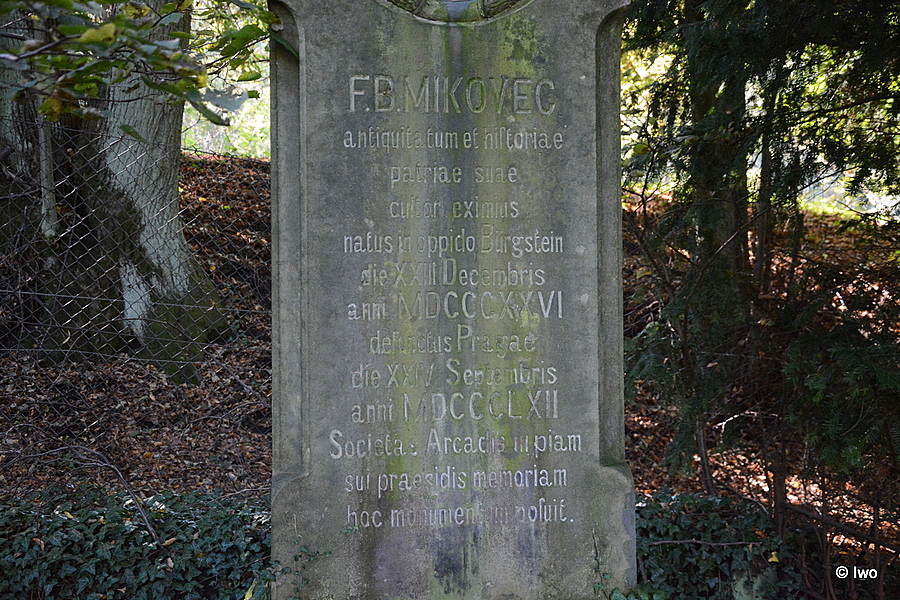 F.B.MIKOVEC
antiquitatum et historiae
patriae suae
cultor eximius
natus in oppido Bürgstein
die XXIII Decembris
anni MDCCCXXVI
defunctus Pragae
die XXIV Septembris
anni MDCCCLXII
Societas Arcadis in piam
sui praesidis memoriam
hoc monumentum posuit.
© Iwo